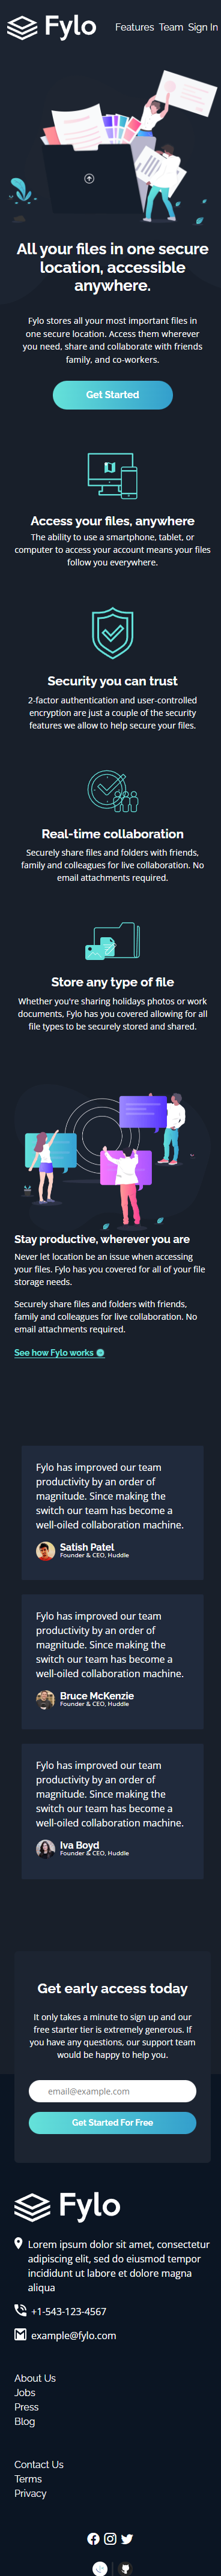 Fylo
Features Team Sign In
All your files in one secure
location, accessible
anywhere.
Fylo stores all your most important files in
one secure location. Access them wherever
you need, share and collaborate with friends
family, and co-workers.
Get Started
Access your files, anywhere
The ability to use a smartphone, tablet, or
computer to access your account means your files
follow you everywhere.
Security you can trust
2-factor authentication and user-controlled
encryption are just a couple of the security
features we allow to help secure your files.
Real-time collaboration
Securely share files and folders with friends,
family and colleagues for live collaboration. No
email attachments required.
Store any type of file
Whether you're sharing holidays photos or work
documents, Fylo has you covered allowing for all
file types to be securely stored and shared.
Stay productive, wherever you are
Never let location be an issue when accessing
your files. Fylo has you covered for all of your file
storage needs.
Securely share files and folders with friends,
family and colleagues for live collaboration. No
email attachments required.
See how Fylo works
Fylo has improved our team
productivity by an order of
magnitude. Since making the
switch our team has become a
well-oiled collaboration machine.
Satish Patel
Founder & CEO, Huddle
Fylo has improved our team
productivity by an order of
magnitude. Since making the
switch our team has become a
well-oiled collaboration machine.
Bruce McKenzie
Founder & CEO, Huddle
Fylo has improved our team
productivity by an order of
magnitude. Since making the
switch our team has become a
well-oiled collaboration machine.
Iva Boyd
Founder & CEO, Huddle
Get early access today
It only takes a minute to sign up and our
free starter tier is extremely generous. If
you have any questions, our support team
would be happy to help you.
email@example.com
Get Started For Free
Fylo
Lorem ipsum dolor sit amet, consectetur
adipiscing elit, sed do eiusmod tempor
incididunt ut labore et dolore magna
aliqua
+1-543-123-4567
example@fylo.com
About Us
Jobs
Press
Blog
Contact Us
Terms
Privacy